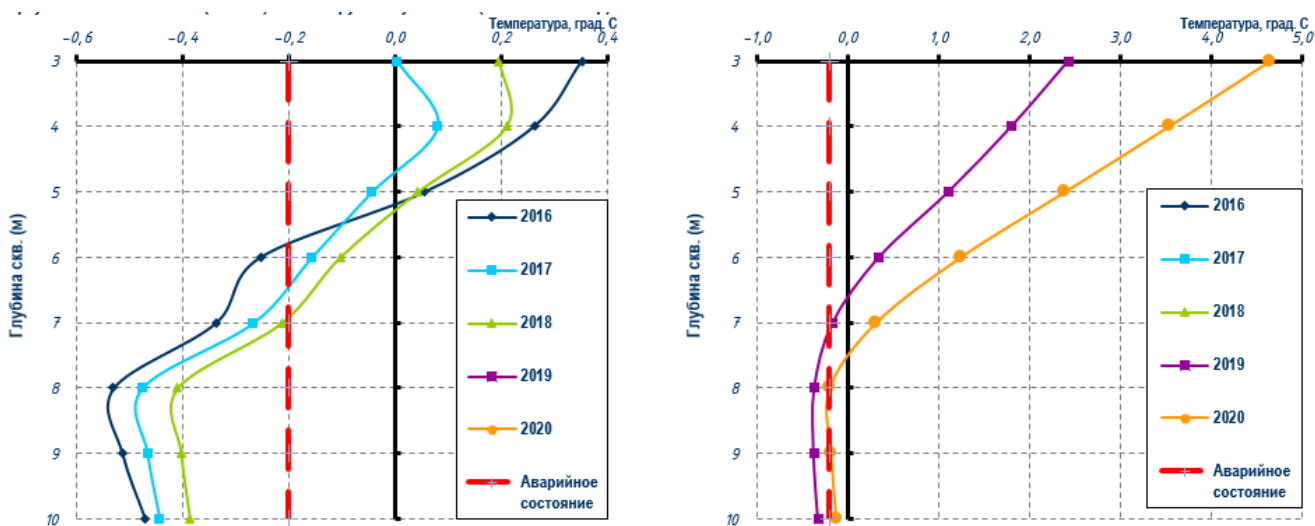 Температура, град. С
–0,6 –0,4 –0,2 0,0 0,2 0,4
3
4
5
6
7
8
9
10
Глубина скв. (м)
2016
2017
2018
2019
2020
Аварийное
состояние
Температура, град. С
–1,0 0,0 1,0 2,0 3,0 4,0 5,0
3
4
5
6
7
8
9
10
Глубина скв. (м)
2016
2017
2018
2019
2020
Аварийное
состояние